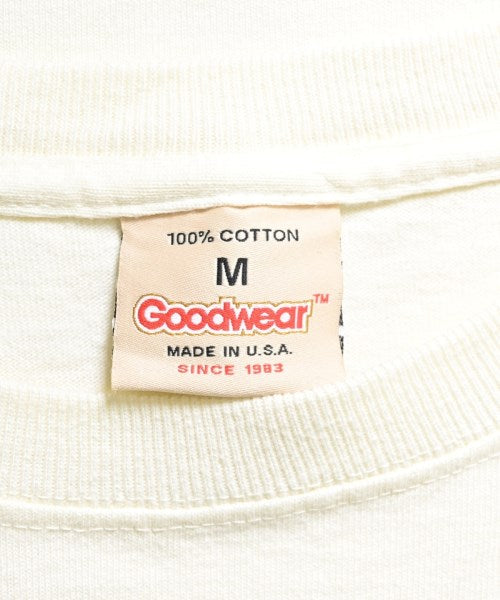 100% COTTON
M
Goodwear™
MADE IN U.S.A.
SINCE 1983